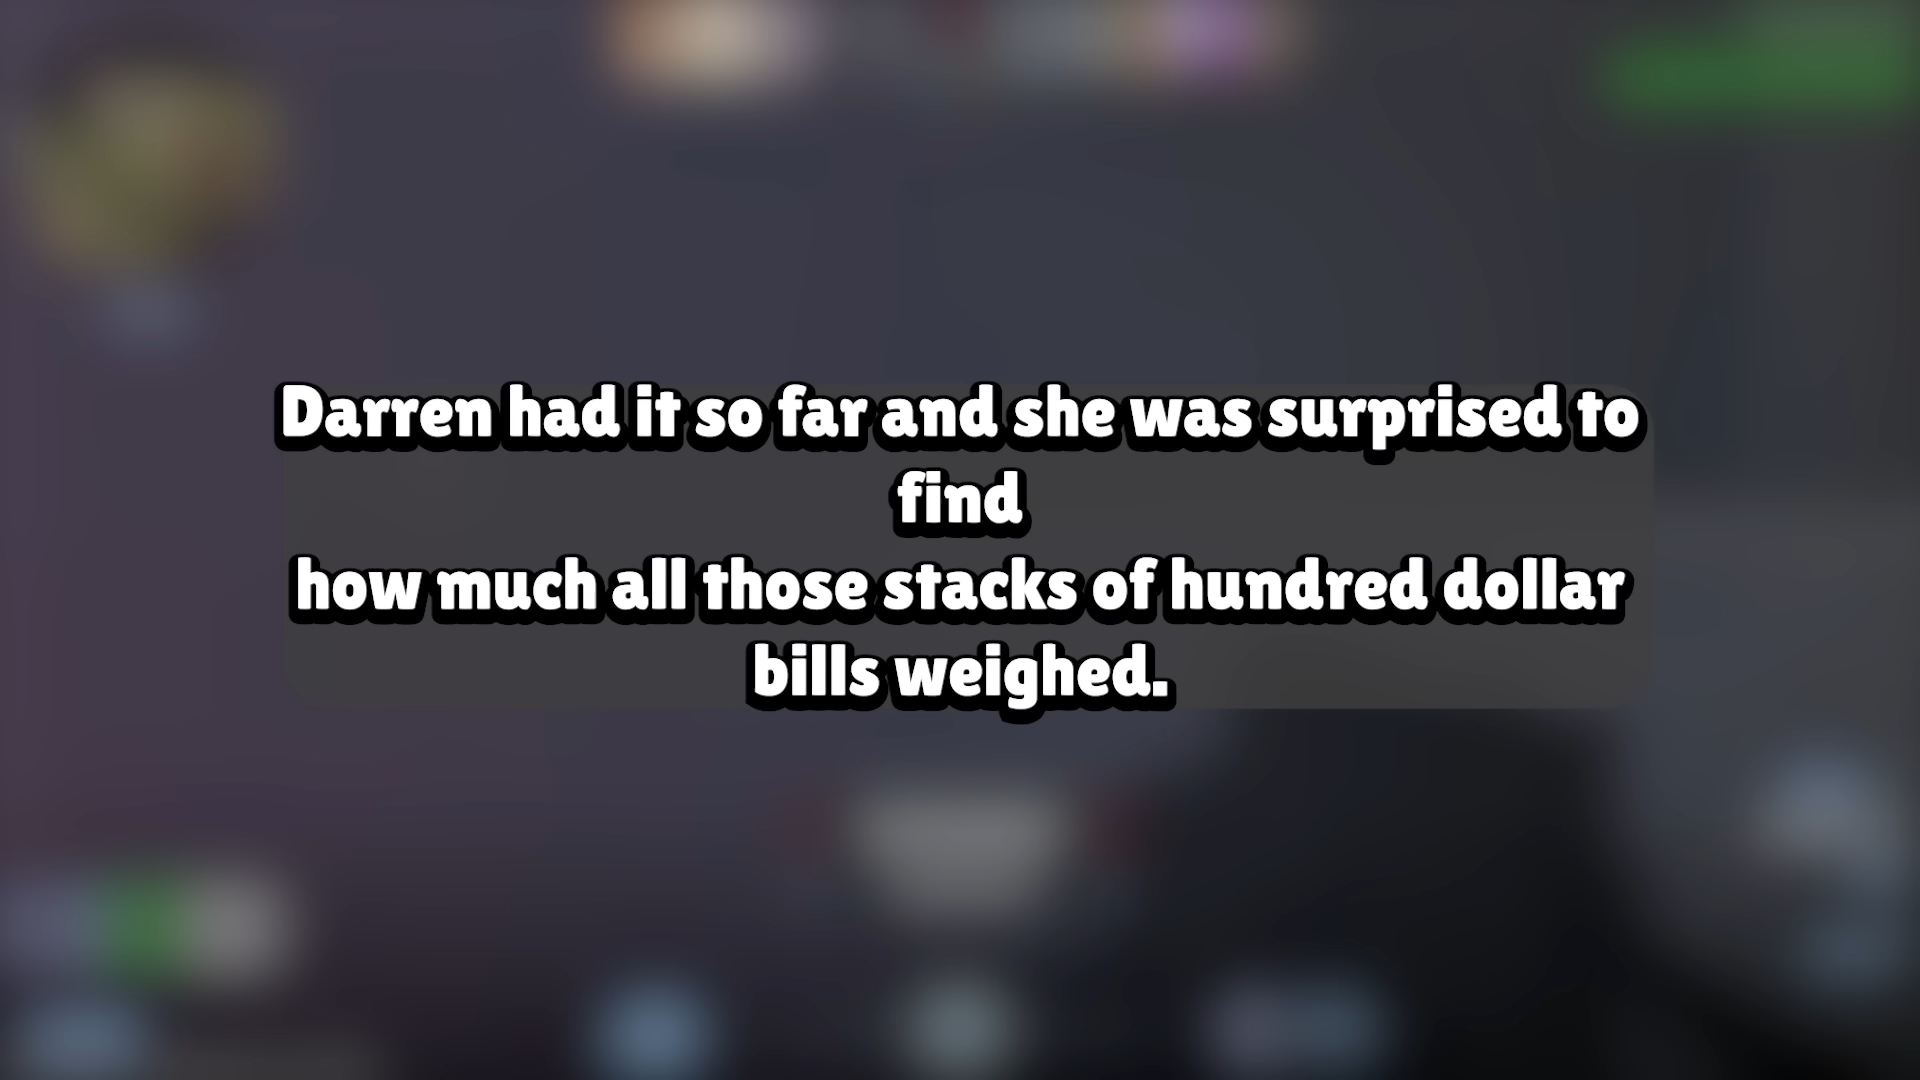 Darren had it so far and she was surprised to
find
how much all those stacks of hundred dollar
bills weighed.